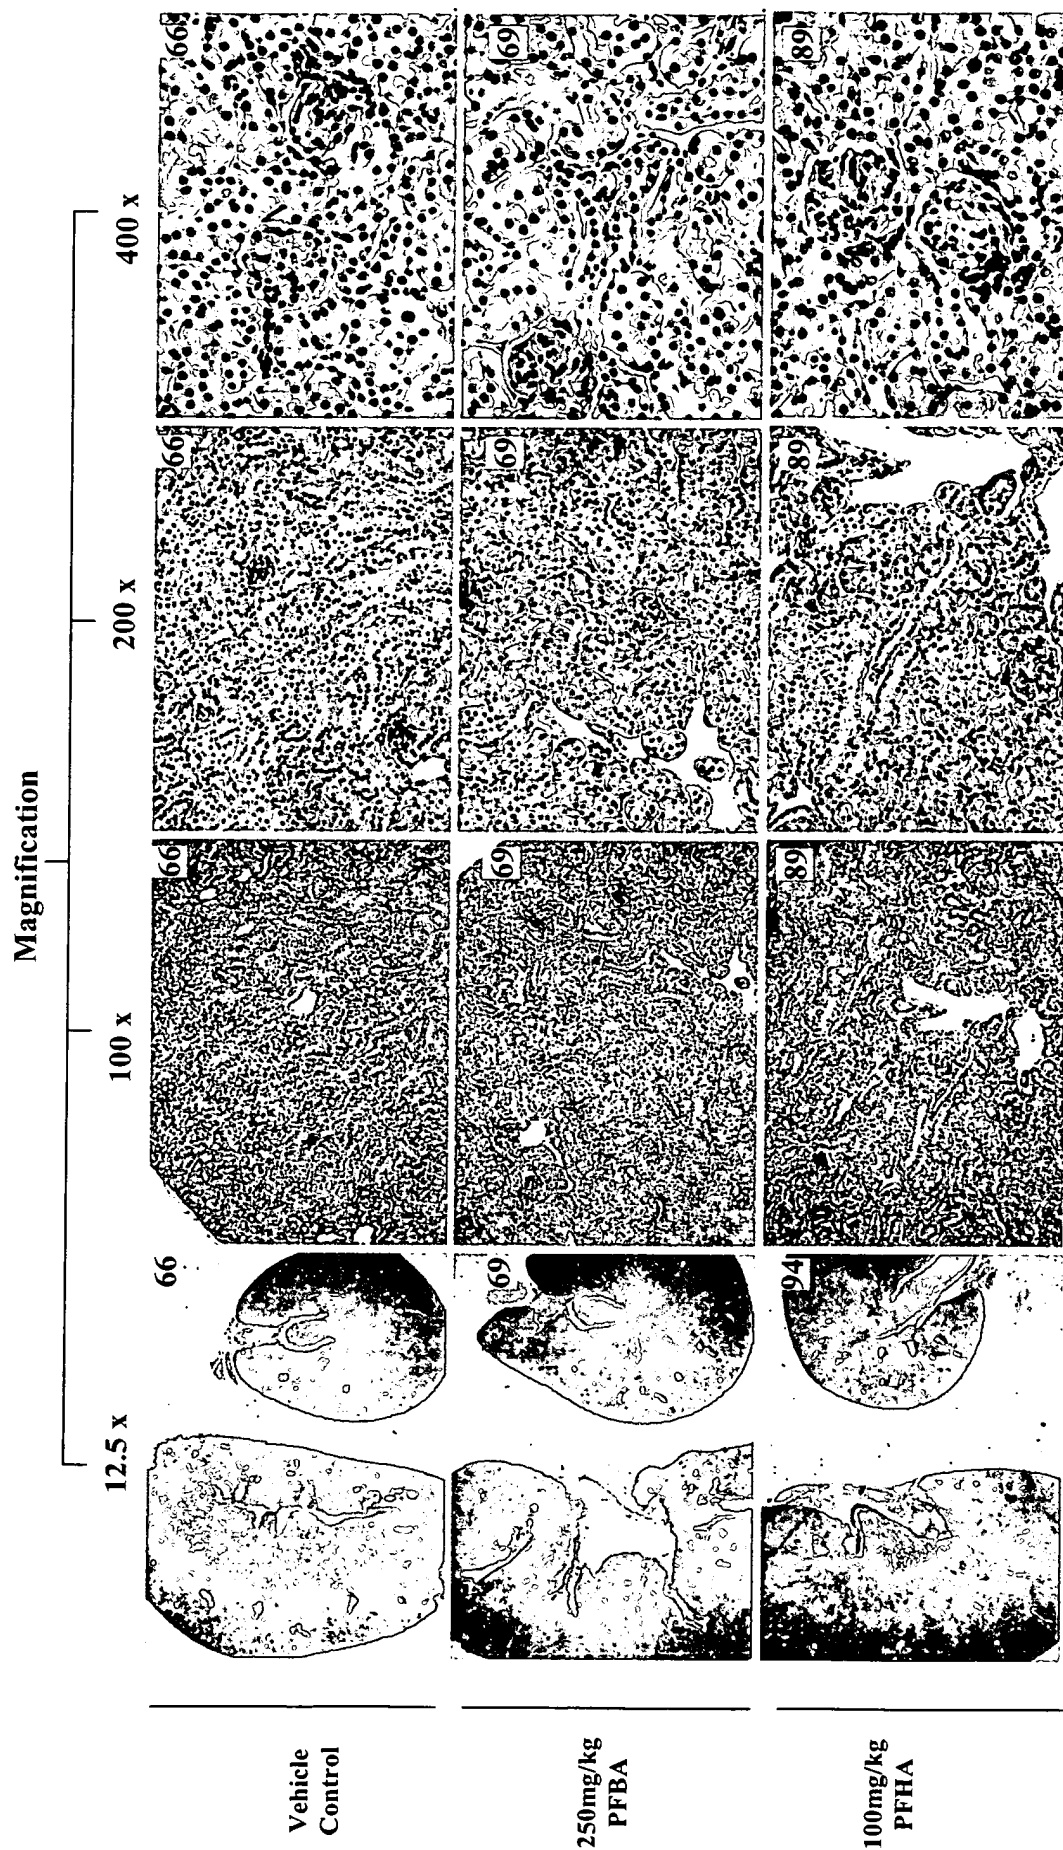 Magnification
12.5 x
100 x
200 x
400 x
Vehicle
Control
66
66
66
66
250mg/kg
PFBA
69
69
69
69
100mg/kg
PFHA
94
89
89
89